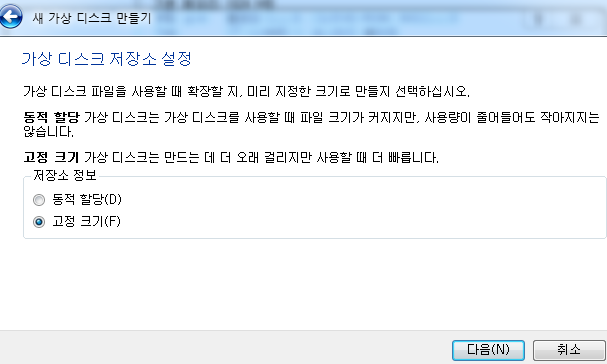 새 가상 디스크 만들기
가상 디스크 저장소 설정
가상 디스크 파일을 사용할 때 확장할 지, 미리 지정한 크기로 만들지 선택하십시오.
동적 할당 가상 디스크는 가상 디스크를 사용할 때 파일 크기가 커지지만, 사용량이 줄어들어도 작아지지는
않습니다.
고정 크기 가상 디스크는 만드는 데 더 오래 걸리지만 사용할 때 더 빠릅니다.
저장소 정보
동적 할당(D)
고정 크기(F)
다음(N) 취소